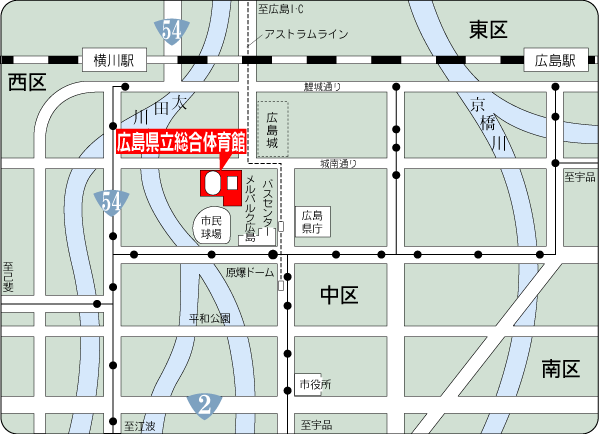 至広島I·C
54
東区
アストラムライン
横川駅
広島駅
西区
鯉城通り
太田川
京橋川
広島城
広島県立総合体育館
城南通り
至宇品
54
メルパルク広島
バスセンター
市民
球場
広島
県庁
至己斐
原爆ドーム
中区
平和公園
南区
市役所
2
至江波
至宇品